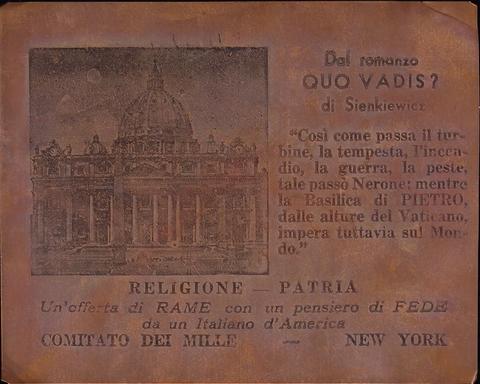 Dal romanzo
QUO VADIS?
di Sienkiewicz
"Così come passa il tur-
bine, la tempesta, l'incen-
dio, la guerra, la peste,
tale passò Nerone; mentre
la Basilica di PIETRO,
dalle alture del Vaticano,
impera tuttavia sul Mon-
do."
RELIGIONE — PATRIA
Un'offerta di RAME con un pensiero di FEDE
da un Italiano d'America
COMITATO DEI MILLE — NEW YORK